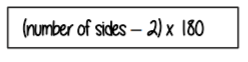 (number of sides – 2) x 180